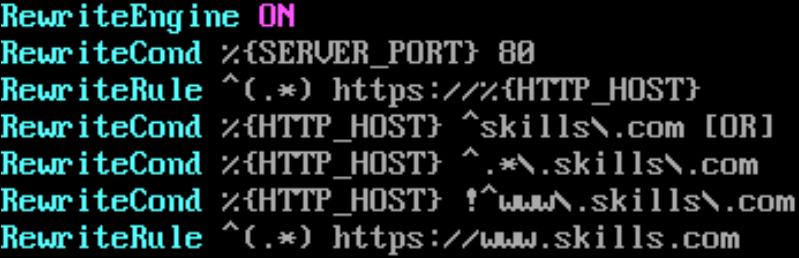 RewriteEngine ON
RewriteCond %{SERVER_PORT} 80
RewriteRule ^(.*) https://%{HTTP_HOST}
RewriteCond %{HTTP_HOST} ^skills\.com [OR]
RewriteCond %{HTTP_HOST} ^.*\.skills\.com
RewriteCond %{HTTP_HOST} !^www\.skills\.com
RewriteRule ^(.*) https://www.skills.com